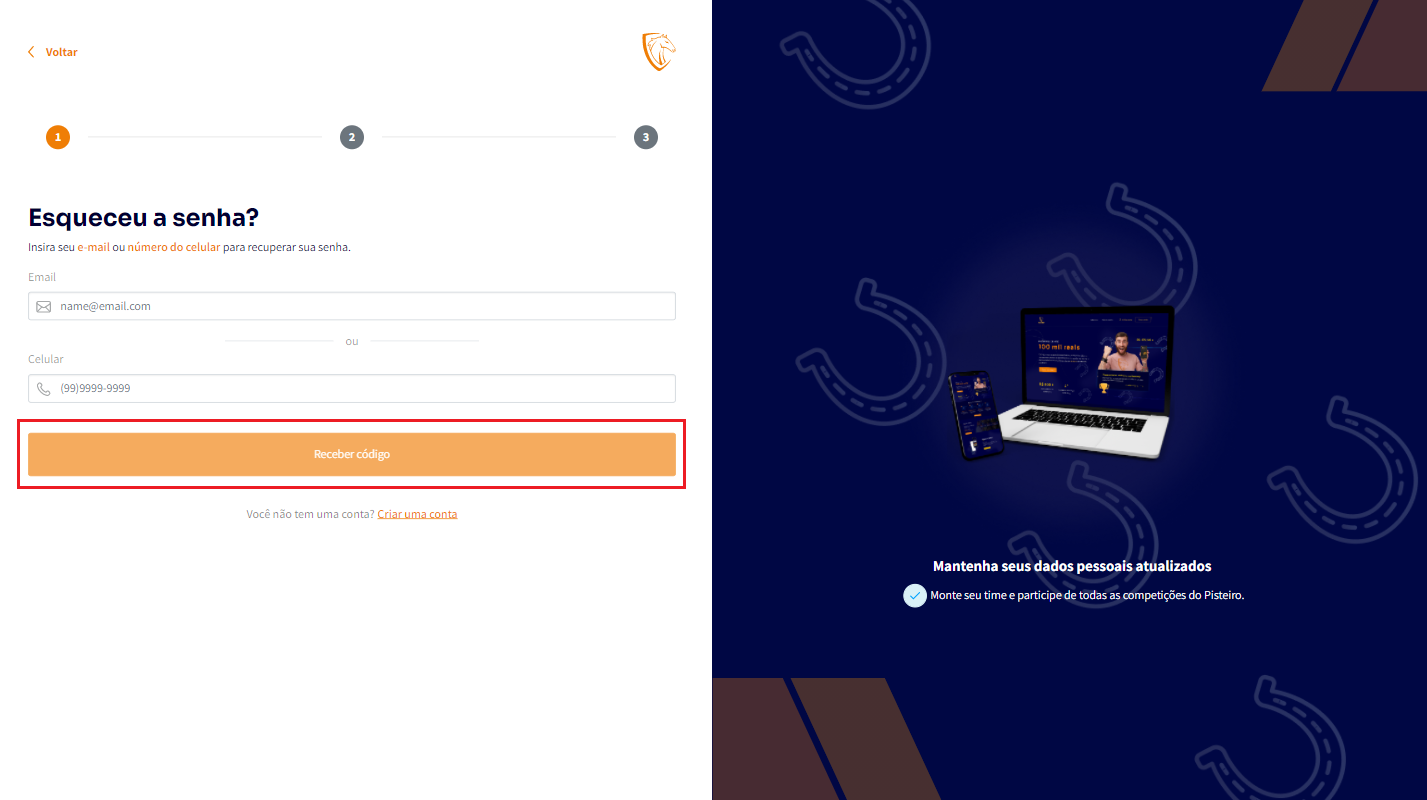 Voltar
1
2
3
Esqueceu a senha?
Insira seu e-mail ou número do celular para recuperar sua senha.
Email
name@email.com
ou
Celular
(99)9999-9999
Receber código
Você não tem uma conta? Criar uma conta
100 mil reais
Mantenha seus dados pessoais atualizados
Monte seu time e participe de todas as competições do Pisteiro.